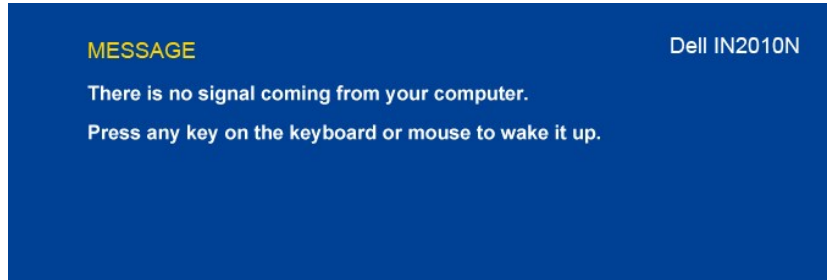 MESSAGE
Dell IN2010N
There is no signal coming from your computer.
Press any key on the keyboard or mouse to wake it up.